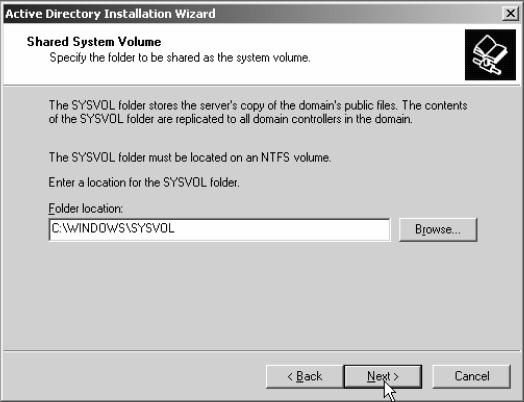 Active Directory Installation Wizard
Shared System Volume
Specify the folder to be shared as the system volume.
The SYSVOL folder stores the server's copy of the domain's public files. The contents
of the SYSVOL folder are replicated to all domain controllers in the domain.
The SYSVOL folder must be located on an NTFS volume.
Enter a location for the SYSVOL folder.
Folder location:
C:\WINDOWS\SYSVOL
Browse...
< Back
Next >
Cancel